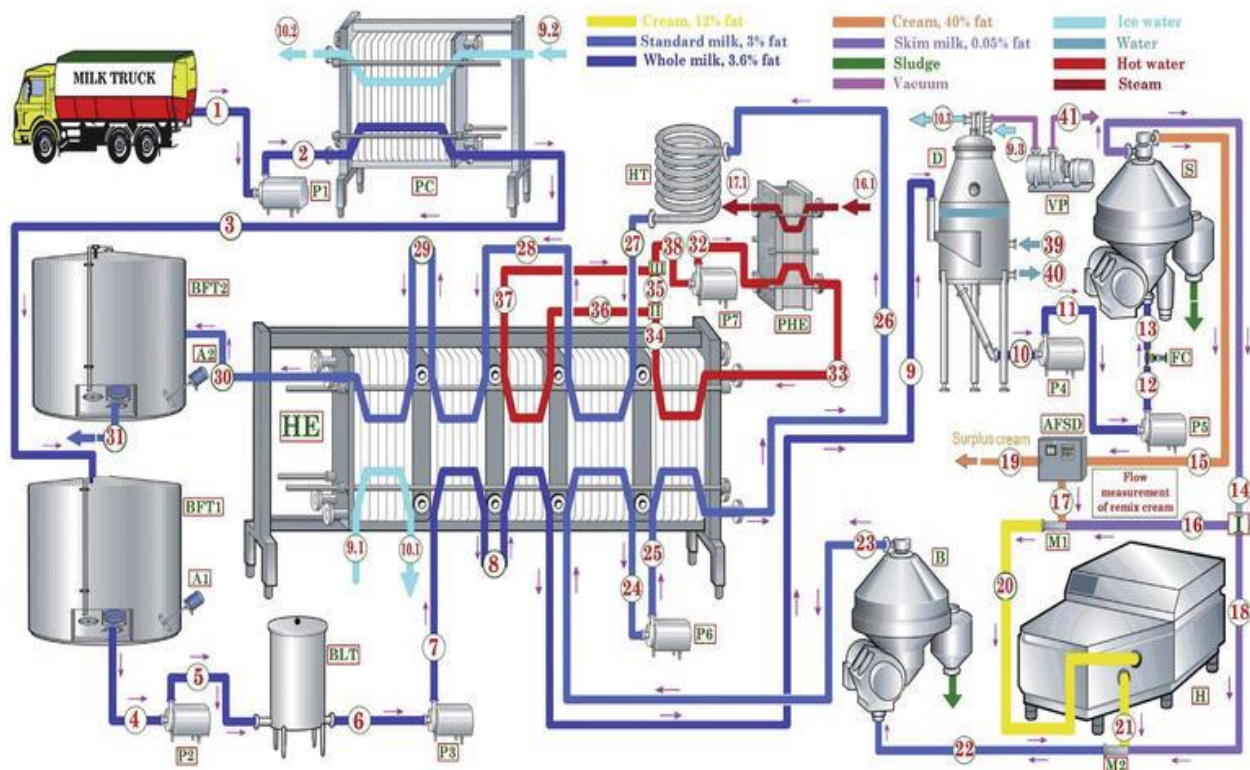 Cream, 12% fat
Standard milk, 3% fat
Whole milk, 3.6% fat
Cream, 40% fat
Skim milk, 0.05% fat
Sludge
Vacuum
Ice water
Water
Hot water
Steam
MILK TRUCK
1
2
P1
10.2
9.2
PC
3
HT
17.1
16.1
PHE
10.3
D
9.3
41
VP
S
39
40
BFT2
A2
30
31
29
28
27
38
32
III
35
37
36
II
34
P7
33
26
9
10
11
P4
13
FC
12
P5
HE
AFSD
Surplus cream
19
15
17
Flow
measurement
of remix cream
14
16
I
M1
BFT1
A1
9.1
10.1
8
25
24
P6
23
B
20
18
H
BLT
7
5
4
P2
6
P3
22
21
M2